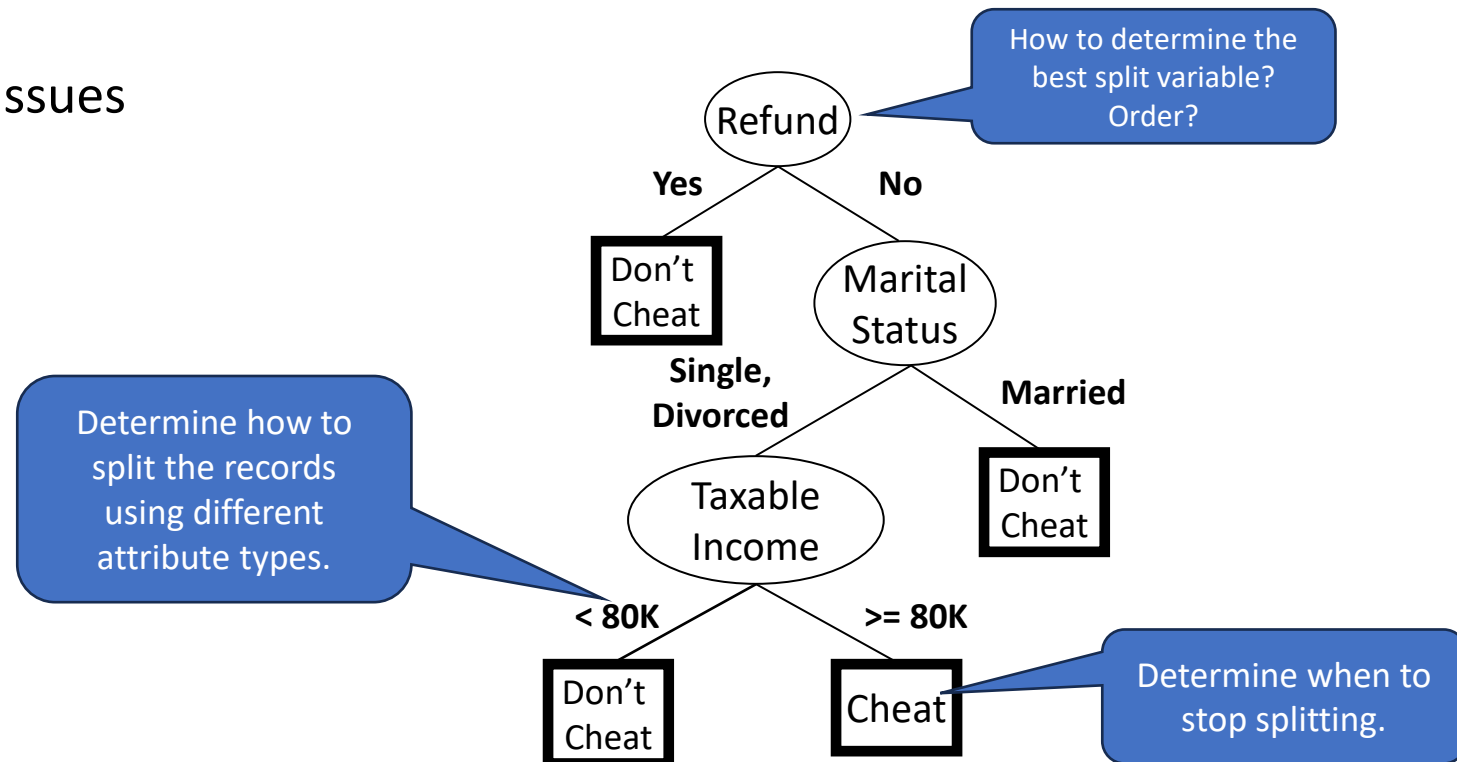 ssues
How to determine the
best split variable?
Order?
Refund
Yes
No
Don’t
Cheat
Marital
Status
Single,
Divorced
Married
Determine how to
split the records
using different
attribute types.
Taxable
Income
Don’t
Cheat
< 80K
>= 80K
Don’t
Cheat
Cheat
Determine when to
stop splitting.